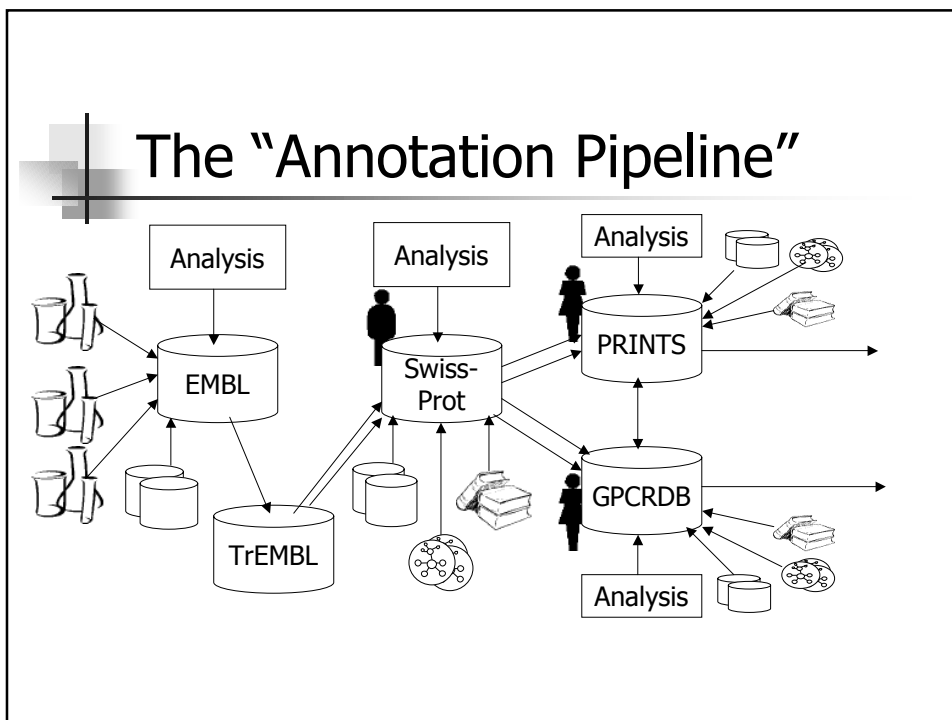 The “Annotation Pipeline”
Analysis
Analysis
Analysis
EMBL
Swiss-
Prot
PRINTS
TrEMBL
GPCRDB
Analysis